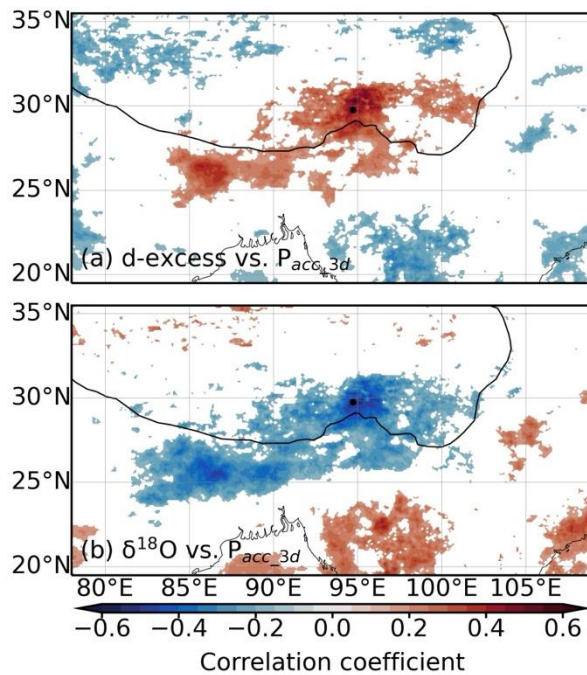 35°N
30°N
25°N
20°N
(a) d-excess vs. P_acc_3d
35°N
30°N
25°N
20°N
(b) δ¹⁸O vs. P_acc_3d
80°E 85°E 90°E 95°E 100°E 105°E
−0.6 −0.4 −0.2 0.0 0.2 0.4 0.6
Correlation coefficient